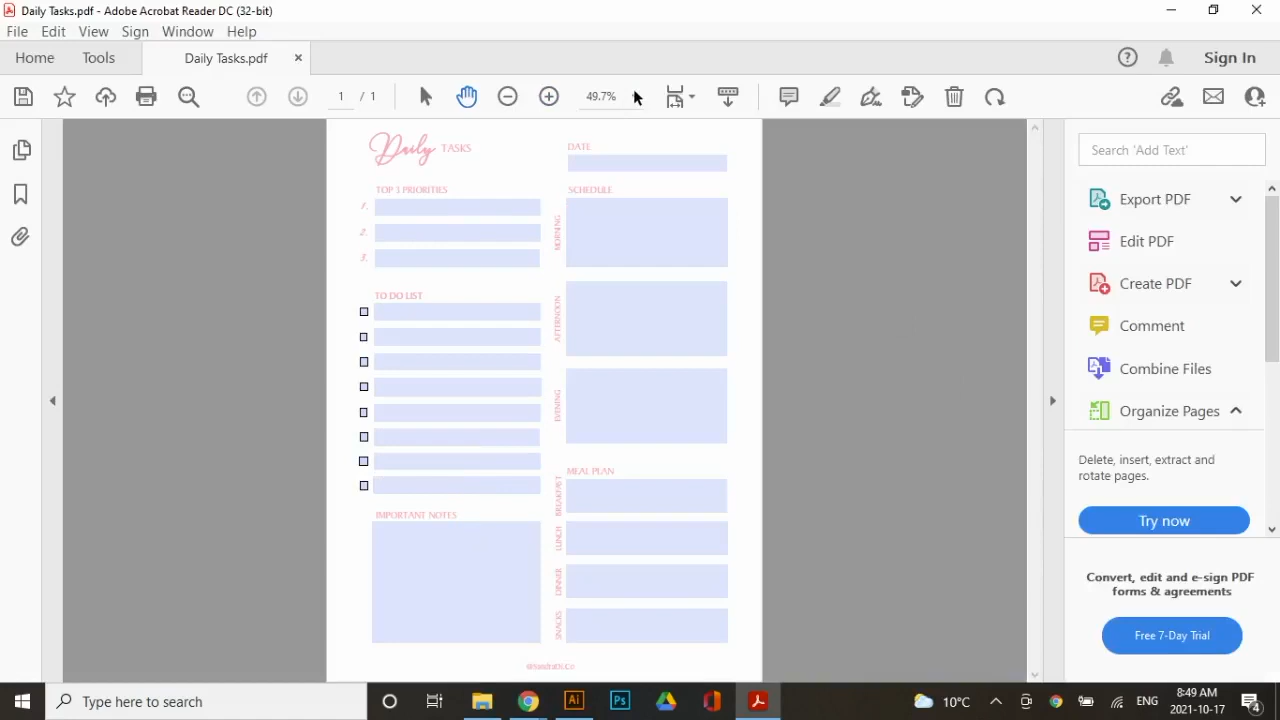 Daily Tasks.pdf - Adobe Acrobat Reader DC (32-bit)
File Edit View Sign Window Help
Home Tools Daily Tasks.pdf Sign In
1 / 1 49.7%
Daily TASKS
DATE
TOP 3 PRIORITIES
1.
2.
3.
TO DO LIST
IMPORTANT NOTES
SCHEDULE
MORNING
AFTERNOON
EVENING
MEAL PLAN
BREAKFAST
LUNCH
DINNER
SNACKS
Search 'Add Text'
Export PDF
Edit PDF
Create PDF
Comment
Combine Files
Organize Pages
Delete, insert, extract and
rotate pages.
Try now
Convert, edit and e-sign PDF
forms & agreements
Free 7-Day Trial
Type here to search
Ai
Ps
10°C
ENG
8:49 AM
2021-10-17
4